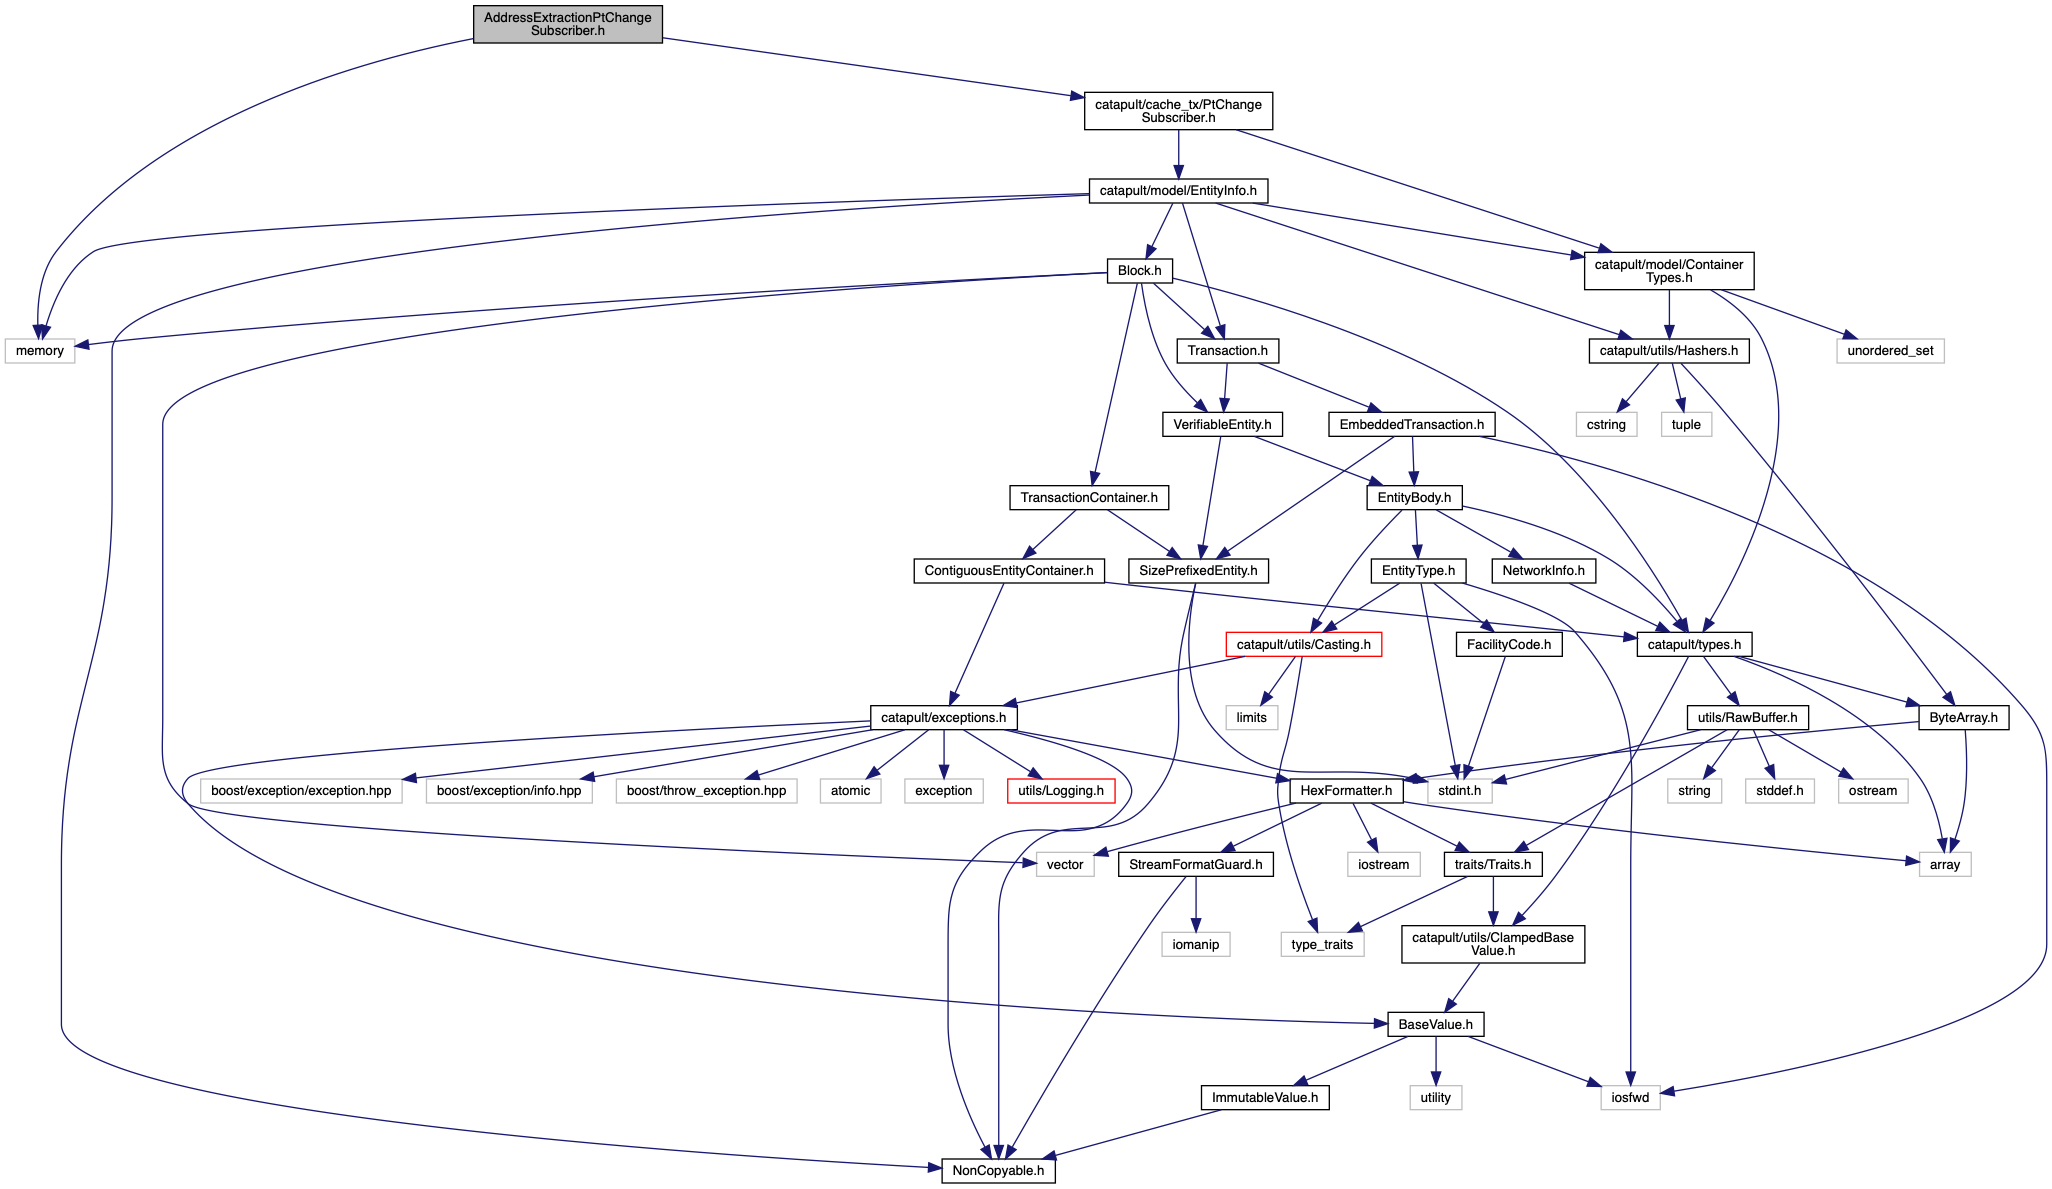 AddressExtractionPtChange
Subscriber.h
catapult/cache_tx/PtChange
Subscriber.h
catapult/model/EntityInfo.h
Block.h
catapult/model/Container
Types.h
memory
Transaction.h
catapult/utils/Hashers.h
unordered_set
VerifiableEntity.h
EmbeddedTransaction.h
cstring
tuple
TransactionContainer.h
EntityBody.h
ContiguousEntityContainer.h
SizePrefixedEntity.h
EntityType.h
NetworkInfo.h
catapult/utils/Casting.h
FacilityCode.h
catapult/types.h
catapult/exceptions.h
limits
utils/RawBuffer.h
ByteArray.h
boost/exception/exception.hpp
boost/exception/info.hpp
boost/throw_exception.hpp
atomic
exception
utils/Logging.h
HexFormatter.h
stdint.h
string
stddef.h
ostream
vector
StreamFormatGuard.h
iostream
traits/Traits.h
array
iomanip
type_traits
catapult/utils/ClampedBase
Value.h
BaseValue.h
ImmutableValue.h
utility
iosfwd
NonCopyable.h